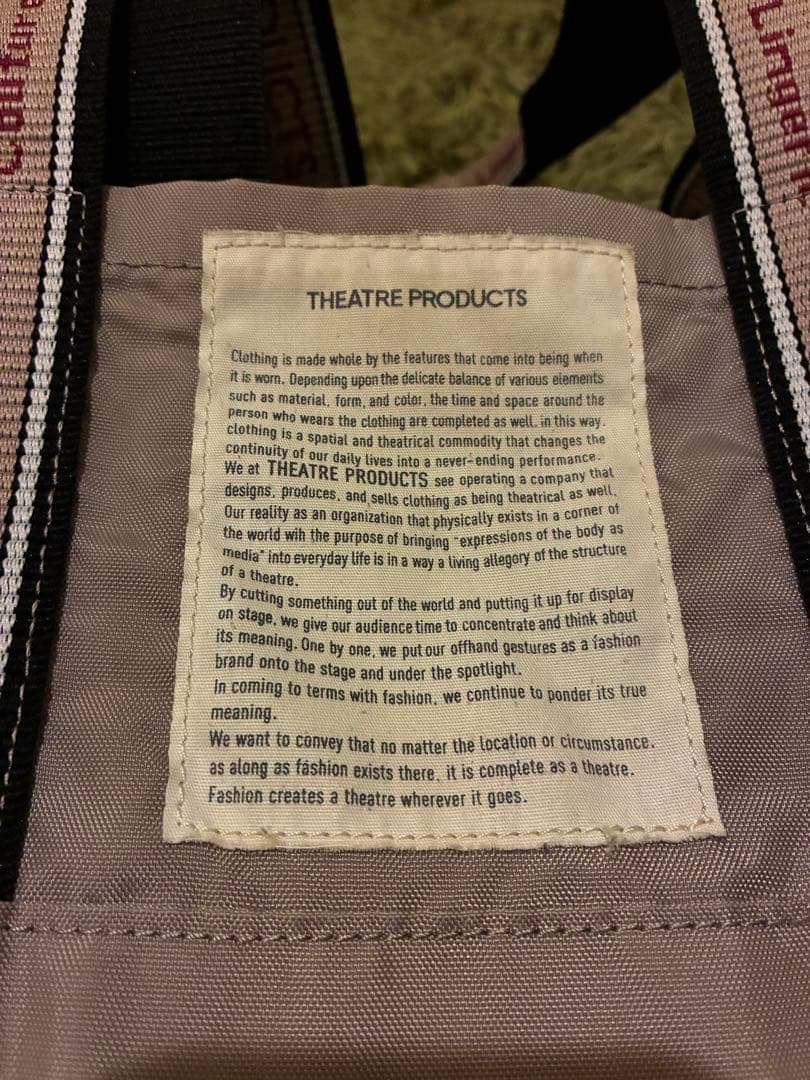 THEATRE PRODUCTS
Clothing is made whole by the features that come into being when
it is worn. Depending upon the delicate balance of various elements
such as material, form, and color, the time and space around the
person who wears the clothing are completed as well. in this way.
clothing is a spatial and theatrical commodity that changes the
continuity of our daily lives into a never-ending performance.
We at THEATRE PRODUCTS see operating a company that
designs, produces, and sells clothing as being theatrical as well.
Our reality as an organization that physically exists in a corner of
the world wih the purpose of bringing "expressions of the body as
media" into everyday life is in a way a living allegory of the structure
of a theatre.
By cutting something out of the world and putting it up for display
on stage, we give our audience time to concentrate and think about
its meaning. One by one, we put our offhand gestures as a fashion
brand onto the stage and under the spotlight.
In coming to terms with fashion, we continue to ponder its true
meaning.
We want to convey that no matter the location or circumstance.
as along as fashion exists there, it is complete as a theatre.
Fashion creates a theatre wherever it goes.